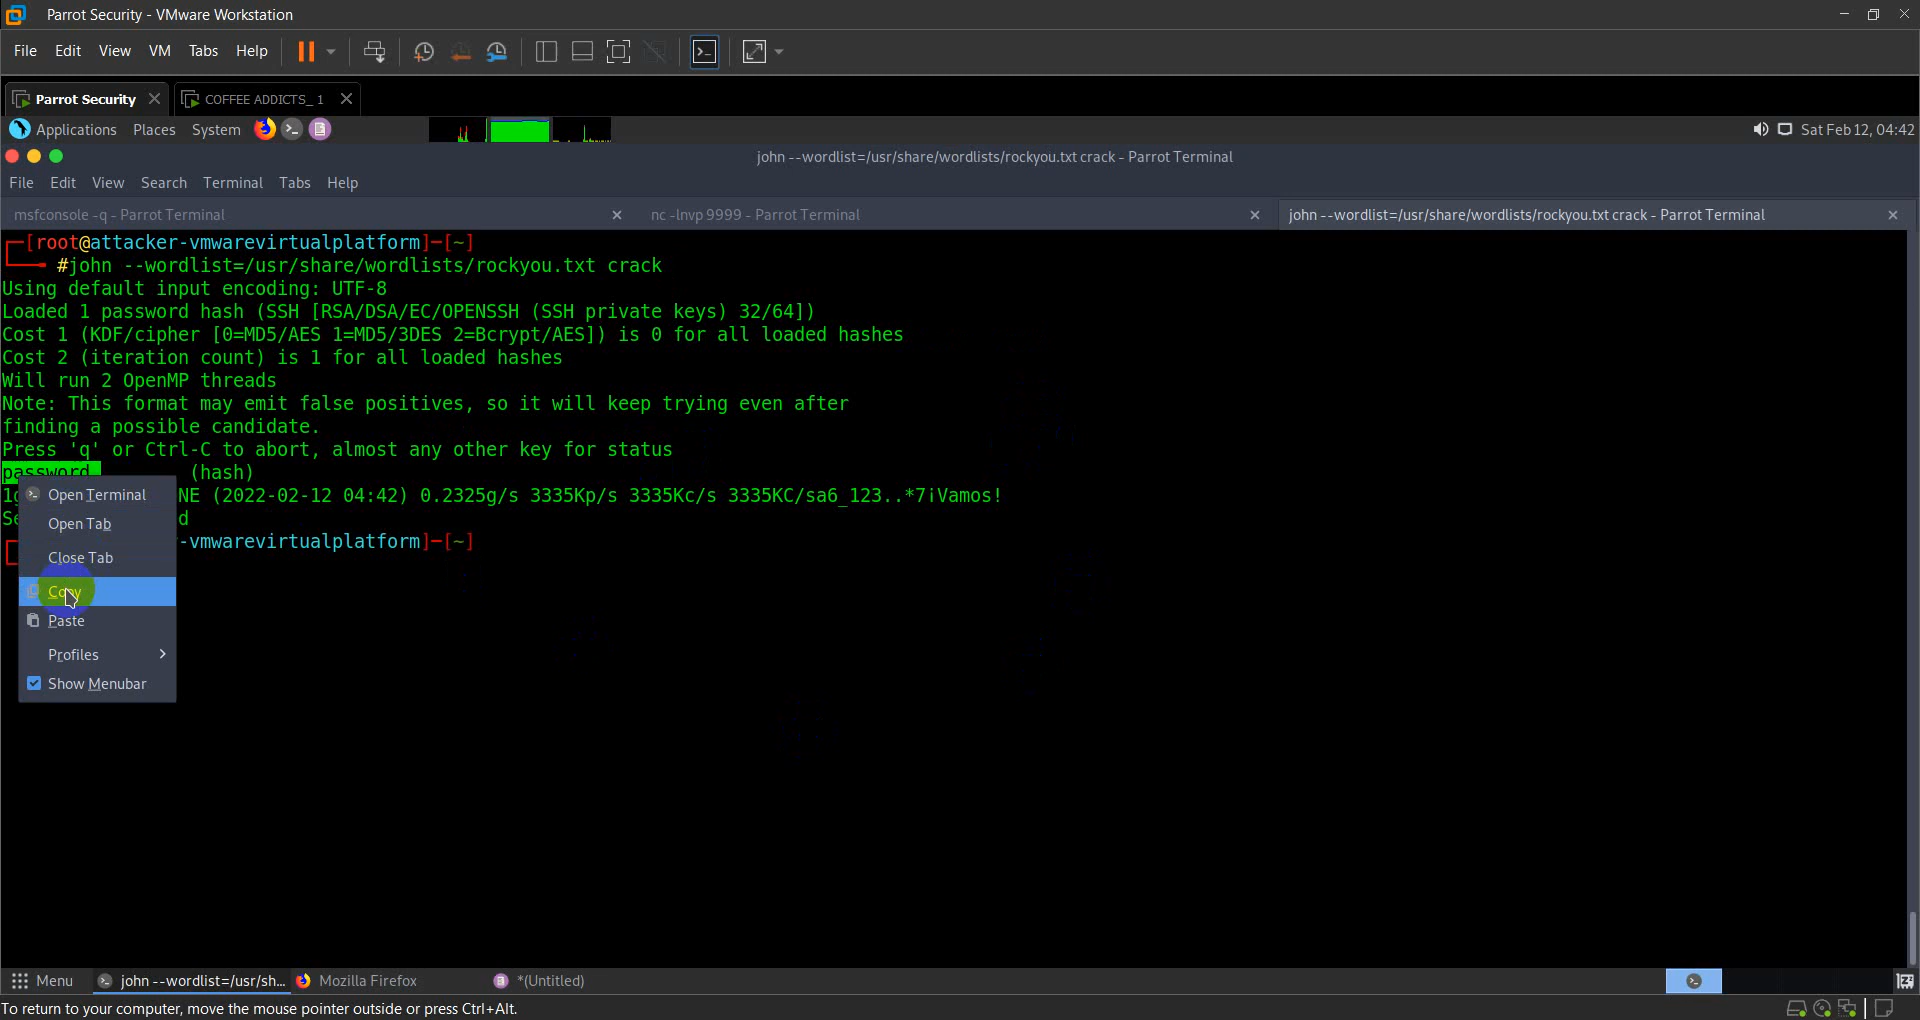 Parrot Security - VMware Workstation
File Edit View VM Tabs Help
Parrot Security COFFEE ADDICTS_ 1
Applications Places System Sat Feb 12, 04:42
john --wordlist=/usr/share/wordlists/rockyou.txt crack - Parrot Terminal
File Edit View Search Terminal Tabs Help
msfconsole -q - Parrot Terminal nc -lnvp 9999 - Parrot Terminal john --wordlist=/usr/share/wordlists/rockyou.txt crack - Parrot Terminal
[root@attacker-vmwarevirtualplatform]-[~]
#john --wordlist=/usr/share/wordlists/rockyou.txt crack
Using default input encoding: UTF-8
Loaded 1 password hash (SSH [RSA/DSA/EC/OPENSSH (SSH private keys) 32/64])
Cost 1 (KDF/cipher [0=MD5/AES 1=MD5/3DES 2=Bcrypt/AES]) is 0 for all loaded hashes
Cost 2 (iteration count) is 1 for all loaded hashes
Will run 2 OpenMP threads
Note: This format may emit false positives, so it will keep trying even after
finding a possible candidate.
Press 'q' or Ctrl-C to abort, almost any other key for status
password (hash)
NE (2022-02-12 04:42) 0.2325g/s 3335Kp/s 3335Kc/s 3335KC/sa6_123..*7¡Vamos!
-vmwarevirtualplatform]-[~]
Open Terminal
Open Tab
Close Tab
Copy
Paste
Profiles
Show Menubar
Menu john --wordlist=/usr/sh... Mozilla Firefox *(Untitled)
To return to your computer, move the mouse pointer outside or press Ctrl+Alt.